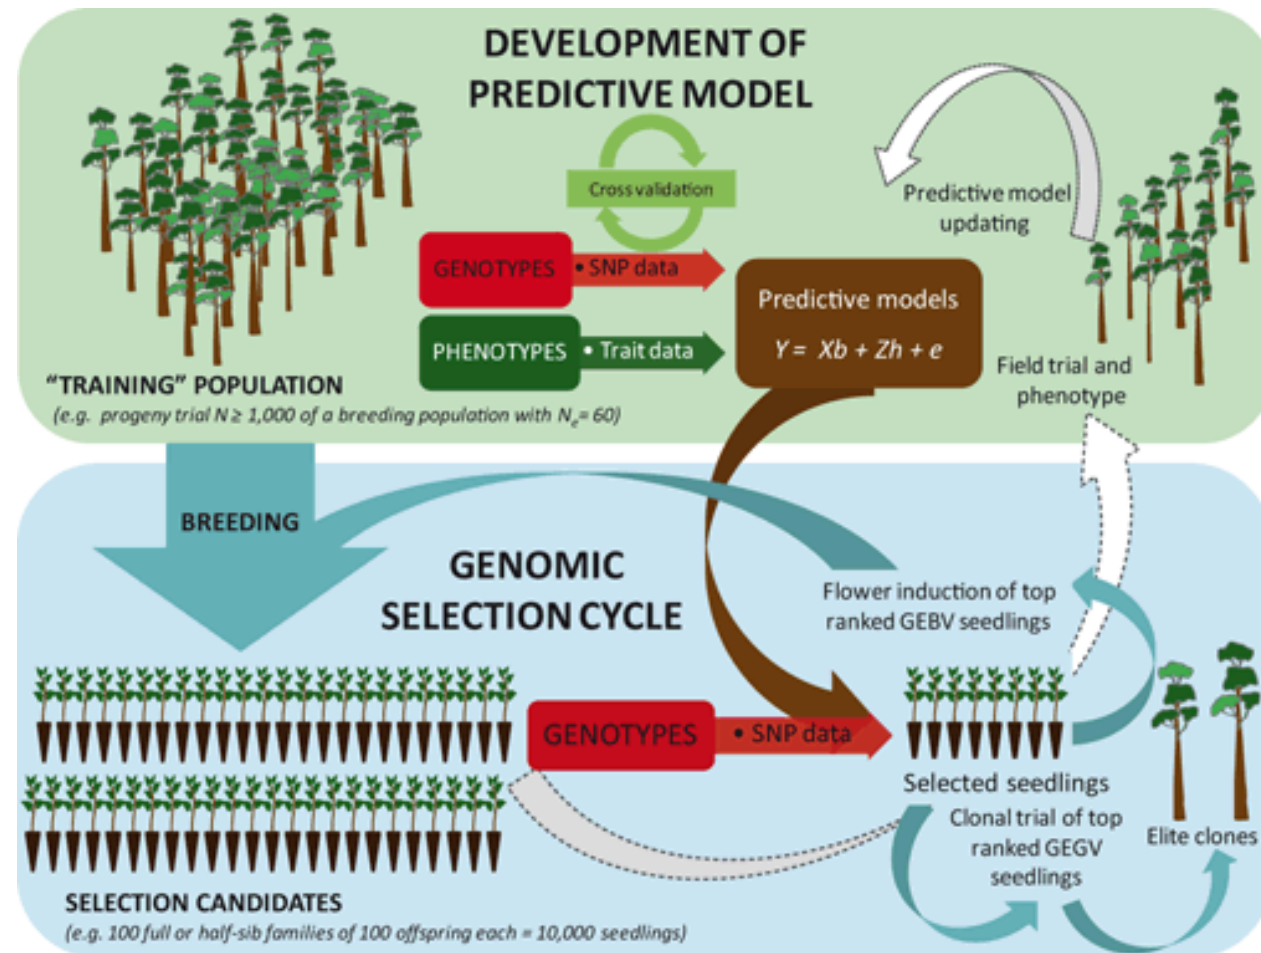 DEVELOPMENT OF
PREDICTIVE MODEL
Cross validation
GENOTYPES
• SNP data
PHENOTYPES
• Trait data
Predictive models
Y = Xb + Zh + e
Predictive model
updating
Field trial and
phenotype
"TRAINING" POPULATION
(e.g. progeny trial N ≥ 1,000 of a breeding population with Ne= 60)
BREEDING
GENOMIC
SELECTION CYCLE
Flower induction of top
ranked GEBV seedlings
GENOTYPES
• SNP data
Selected seedlings
Clonal trial of top
ranked GEGV
seedlings
Elite clones
SELECTION CANDIDATES
(e.g. 100 full or half-sib families of 100 offspring each = 10,000 seedlings)